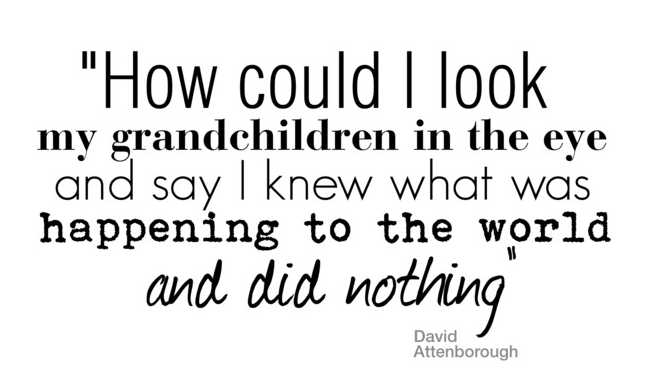 "How could I look
my grandchildren in the eye
and say I knew what was
happening to the world
and did nothing"
David
Attenborough